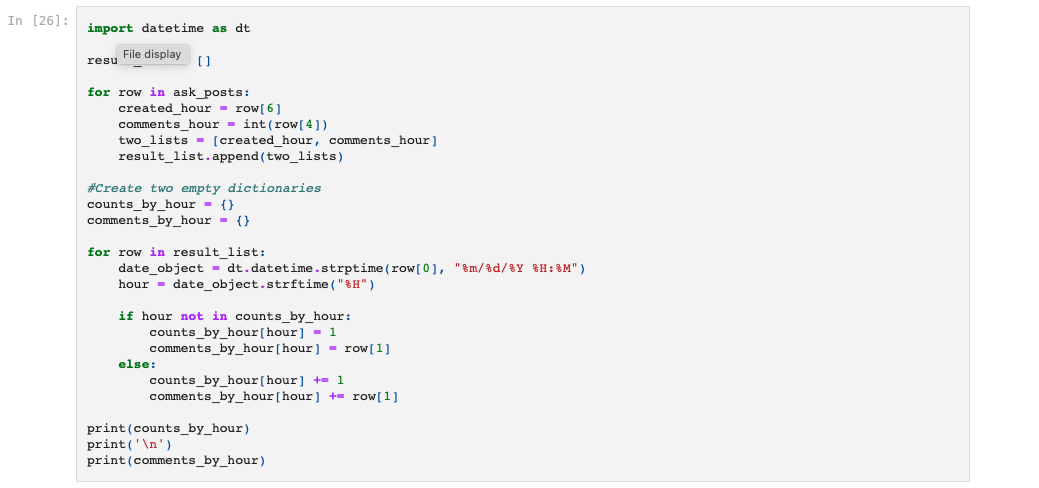 In [26]:
import datetime as dt
File display
resu []
for row in ask_posts:
created_hour = row[6]
comments_hour = int(row[4])
two_lists = [created_hour, comments_hour]
result_list.append(two_lists)
#Create two empty dictionaries
counts_by_hour = {}
comments_by_hour = {}
for row in result_list:
date_object = dt.datetime.strptime(row[0], "%m/%d/%Y %H:%M")
hour = date_object.strftime("%H")
if hour not in counts_by_hour:
counts_by_hour[hour] = 1
comments_by_hour[hour] = row[1]
else:
counts_by_hour[hour] += 1
comments_by_hour[hour] += row[1]
print(counts_by_hour)
print('\n')
print(comments_by_hour)